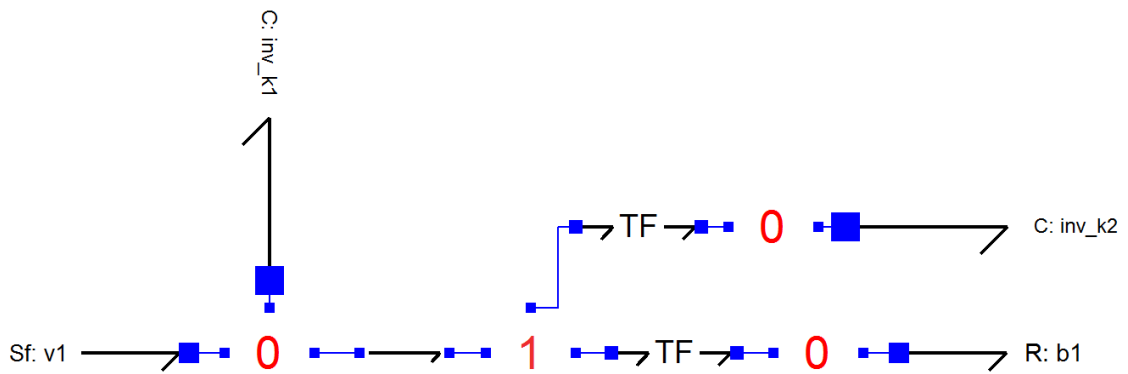 C: inv_k1
TF 0 C: inv_k2
Sf: v1 0 1 TF 0 R: b1